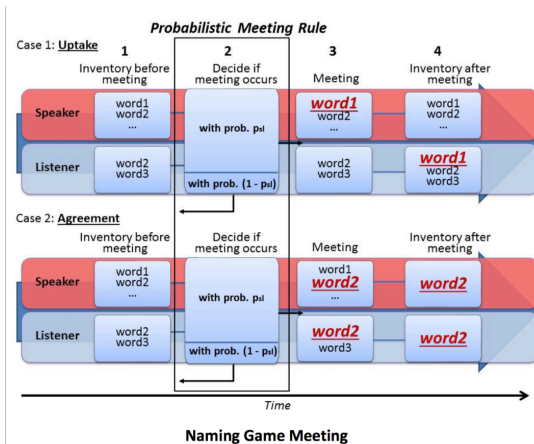 Probabilistic Meeting Rule
Case 1: Uptake
1 2 3 4
Inventory before meeting
Decide if meeting occurs
Meeting
Inventory after meeting
Speaker
word1
word2
...
with prob. psl
word1
word2
...
word1
word2
...
Listener
word2
word3
with prob. (1 - psl)
word2
word3
word1
word2
word3
Case 2: Agreement
Inventory before meeting
Decide if meeting occurs
Meeting
Inventory after meeting
Speaker
word1
word2
...
with prob. psl
word1
word2
...
word2
Listener
word2
word3
with prob. (1 - psl)
word2
word3
word2
Time
Naming Game Meeting